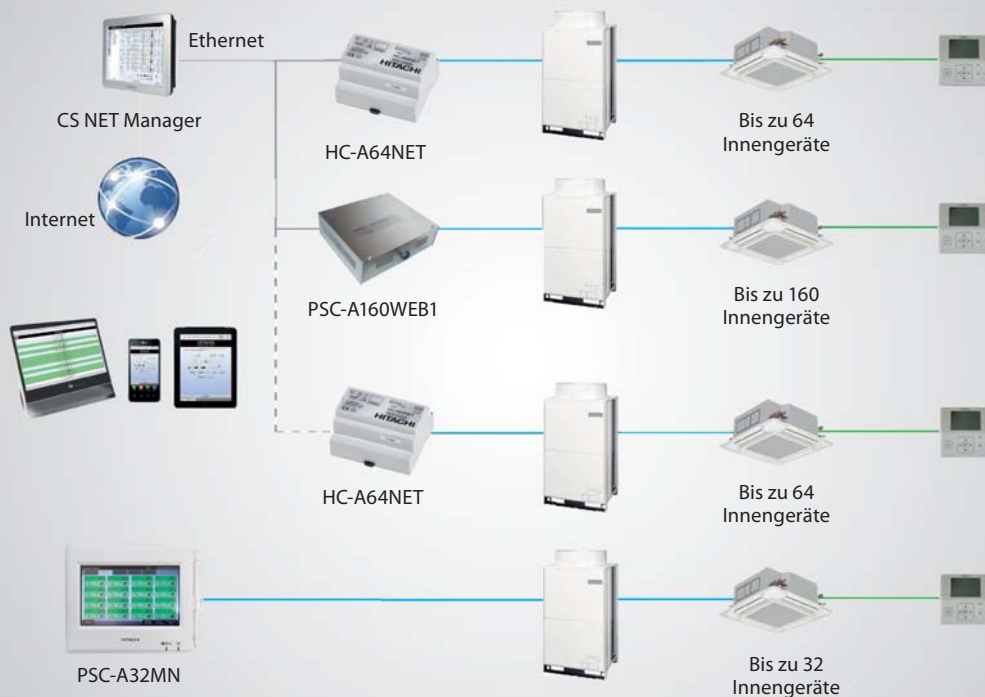 Ethernet
CS NET Manager
HITACHI
HC-A64NET
Bis zu 64
Innengeräte
Internet
PSC-A160WEB1
Bis zu 160
Innengeräte
HITACHI
HC-A64NET
Bis zu 64
Innengeräte
HITACHI
PSC-A32MN
Bis zu 32
Innengeräte